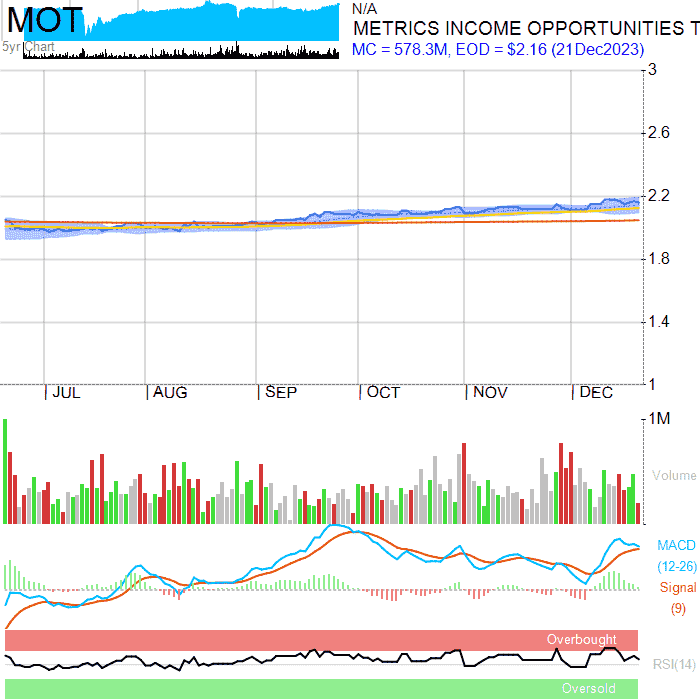 MOT
5yr Chart
N/A
METRICS INCOME OPPORTUNITIES T
MC = 578.3M, EOD = $2.16 (21Dec2023)
3
2.6
2.2
1.8
1.4
1
JUL AUG SEP OCT NOV DEC
1M
Volume
MACD
(12-26)
Signal
(9)
Overbought
RSI(14)
Oversold